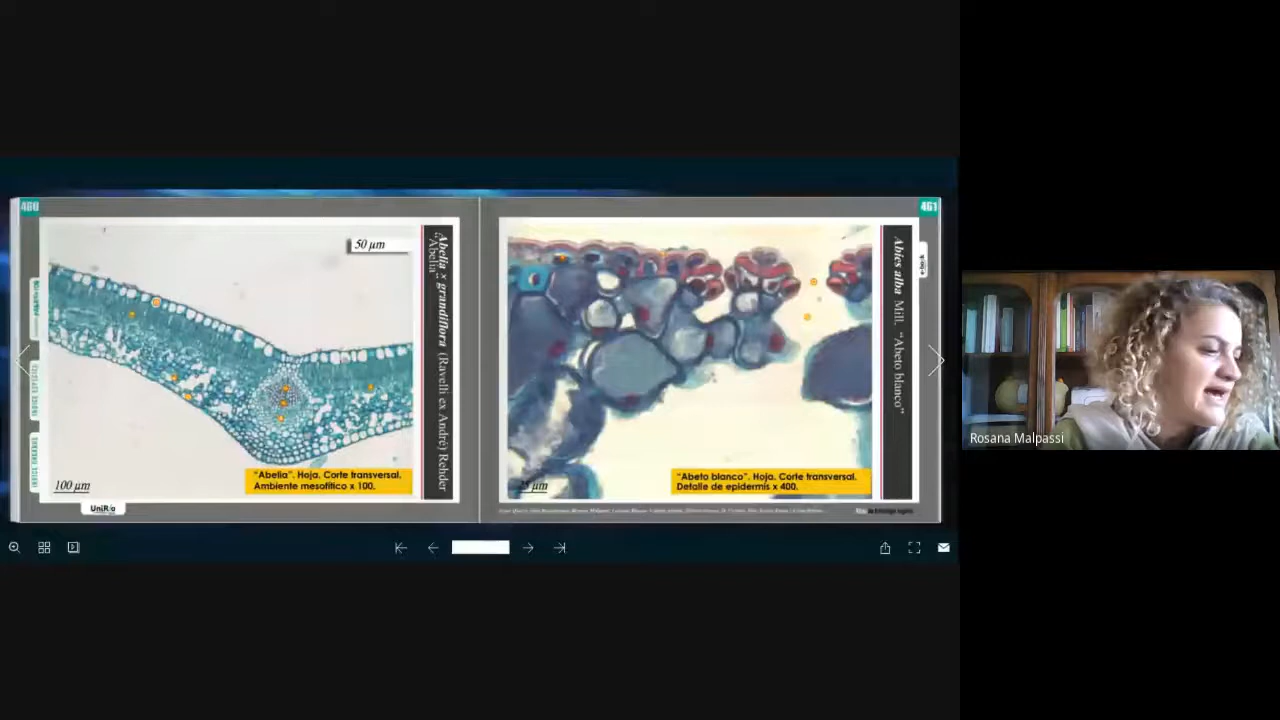 460
50 µm
Abelia × grandiflora (Ravelli ex André) Rehder
"Abelia"
"Abelia". Hoja. Corte transversal.
Ambiente mesofítico x 100.
100 µm
UniRío
461
Abies alba Mill. "Abeto blanco"
"Abeto blanco". Hoja. Corte transversal.
Detalle de epidermis x 400.
25 µm
Rosana Malpassi